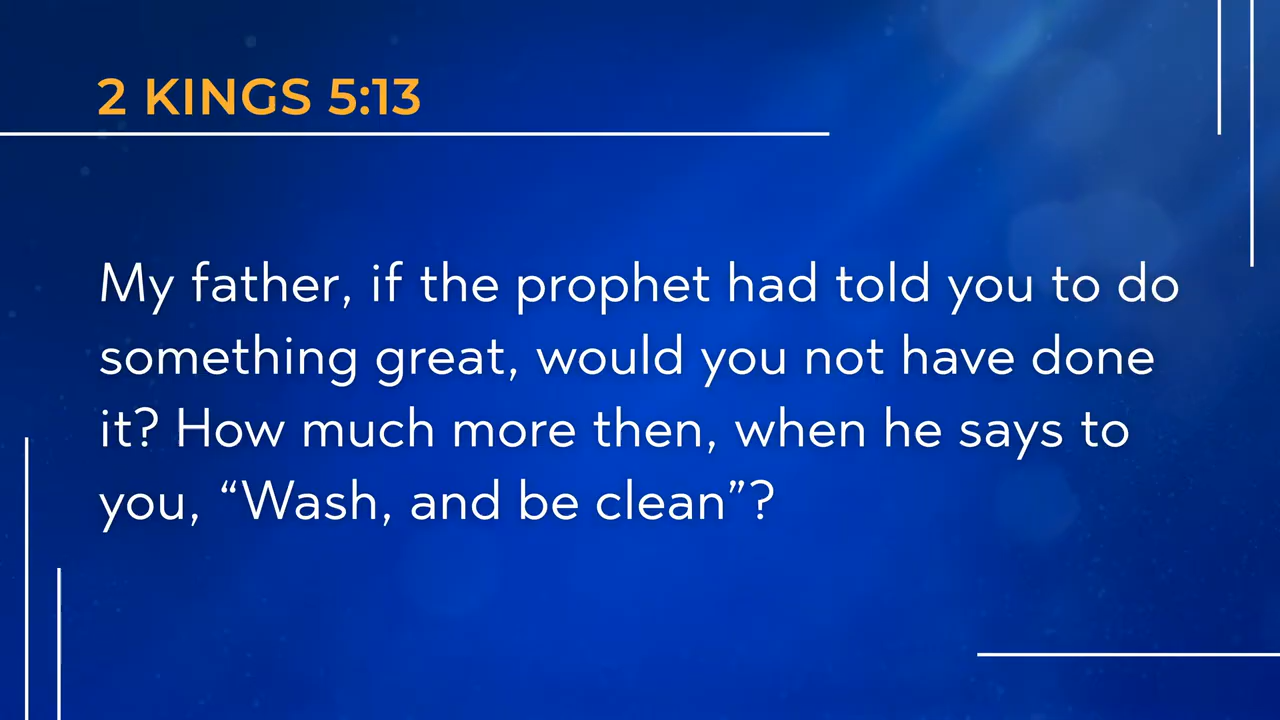 2 KINGS 5:13
My father, if the prophet had told you to do
something great, would you not have done
it? How much more then, when he says to
you, “Wash, and be clean”?